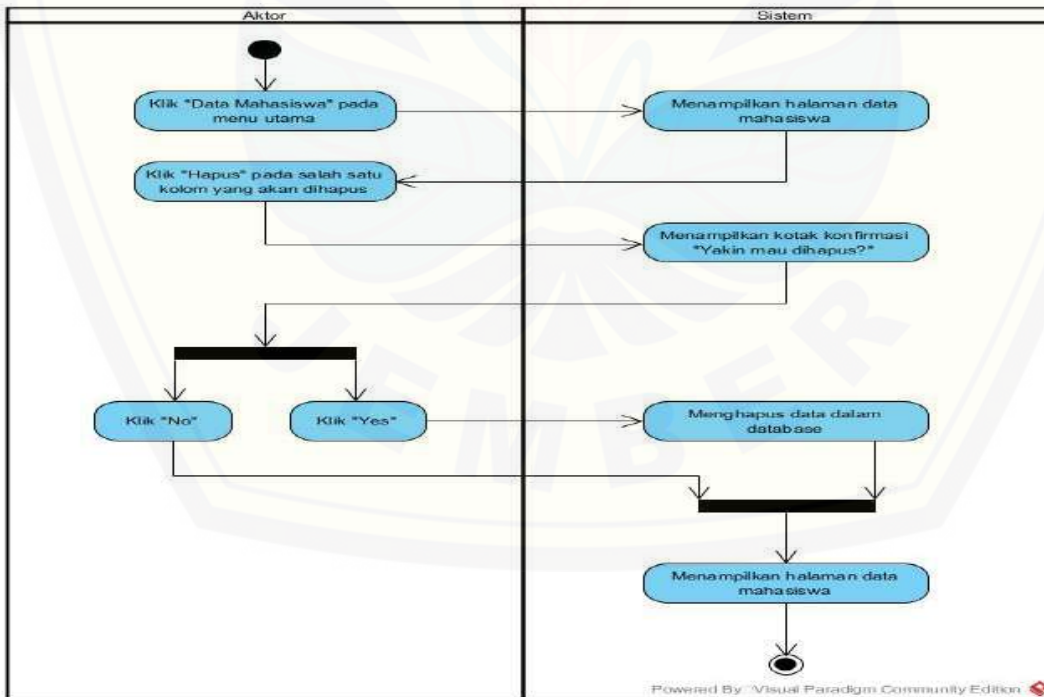 Aktor
Sistem
Klik "Data Mahasiswa" pada
menu utama
Menampilkan halaman data
mahasiswa
Klik "Hapus" pada salah satu
kolom yang akan dihapus
Menampilkan kotak konfirmasi
"Yakin mau dihapus?"
Klik "No"
Klik "Yes"
Menghapus data dalam
database
Menampilkan halaman data
mahasiswa
JEMBER
Powered By Visual Paradigm Community Edition